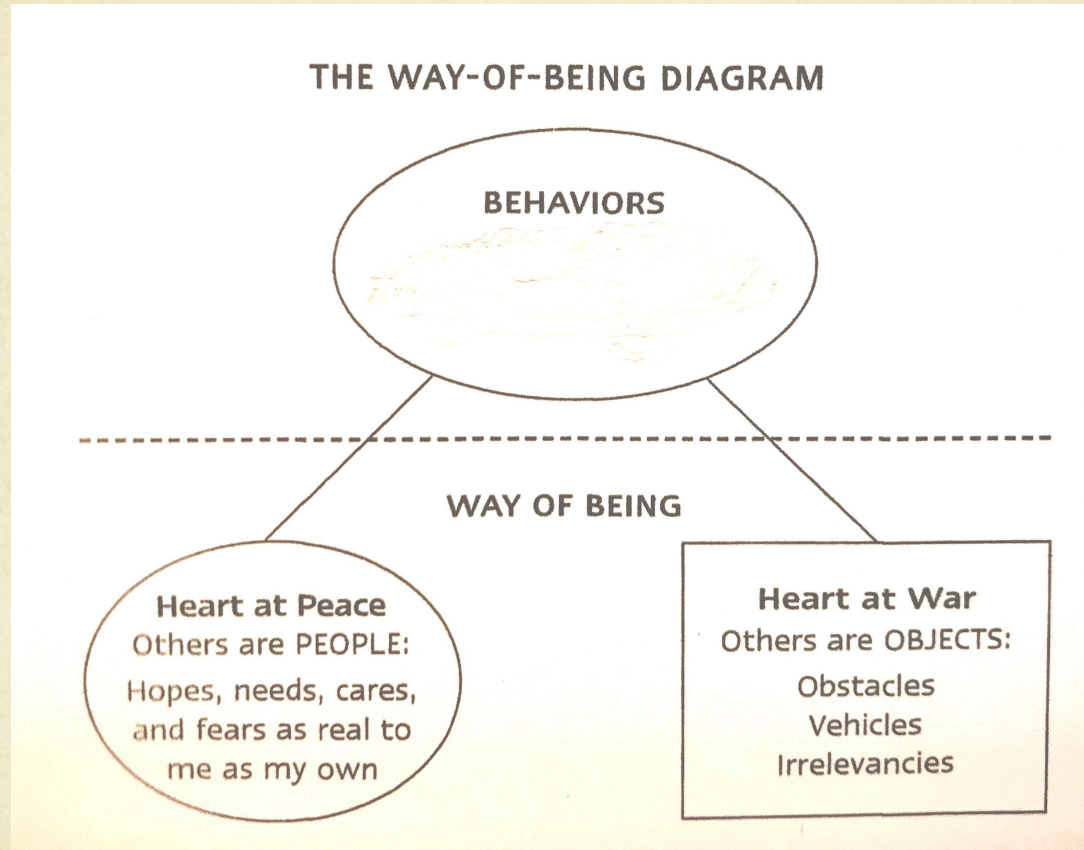 THE WAY-OF-BEING DIAGRAM
BEHAVIORS
WAY OF BEING
Heart at Peace
Others are PEOPLE:
Hopes, needs, cares,
and fears as real to
me as my own
Heart at War
Others are OBJECTS:
Obstacles
Vehicles
Irrelevancies